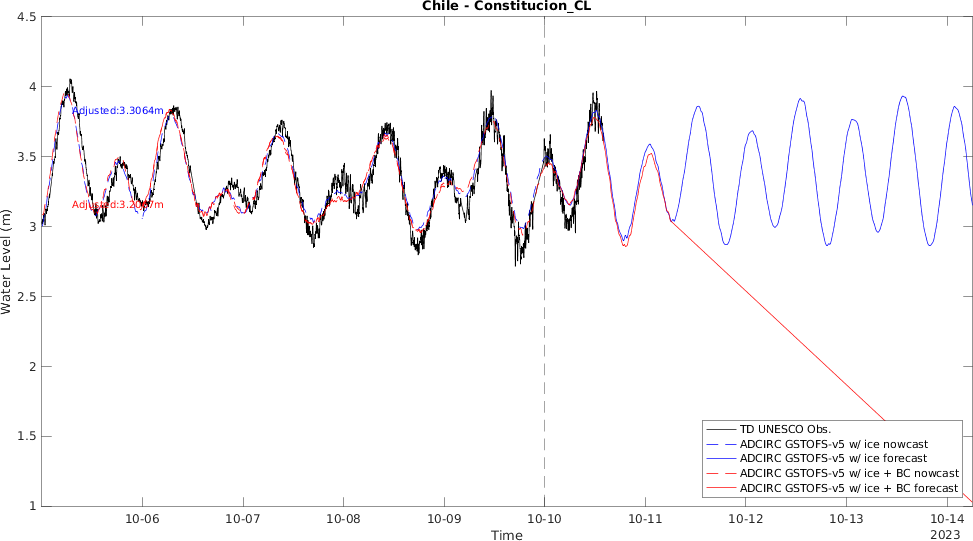 Chile - Constitucion_CL
4.5
4
3.5
3
2.5
2
1.5
1
Water Level (m)
Adjusted:3.3064m
TD UNESCO Obs.
ADCIRC GSTOFS-v5 w/ ice nowcast
ADCIRC GSTOFS-v5 w/ ice forecast
ADCIRC GSTOFS-v5 w/ ice + BC nowcast
ADCIRC GSTOFS-v5 w/ ice + BC forecast
10-06
10-07
10-08
10-09
10-10
10-11
10-12
10-13
10-14
2023
Time